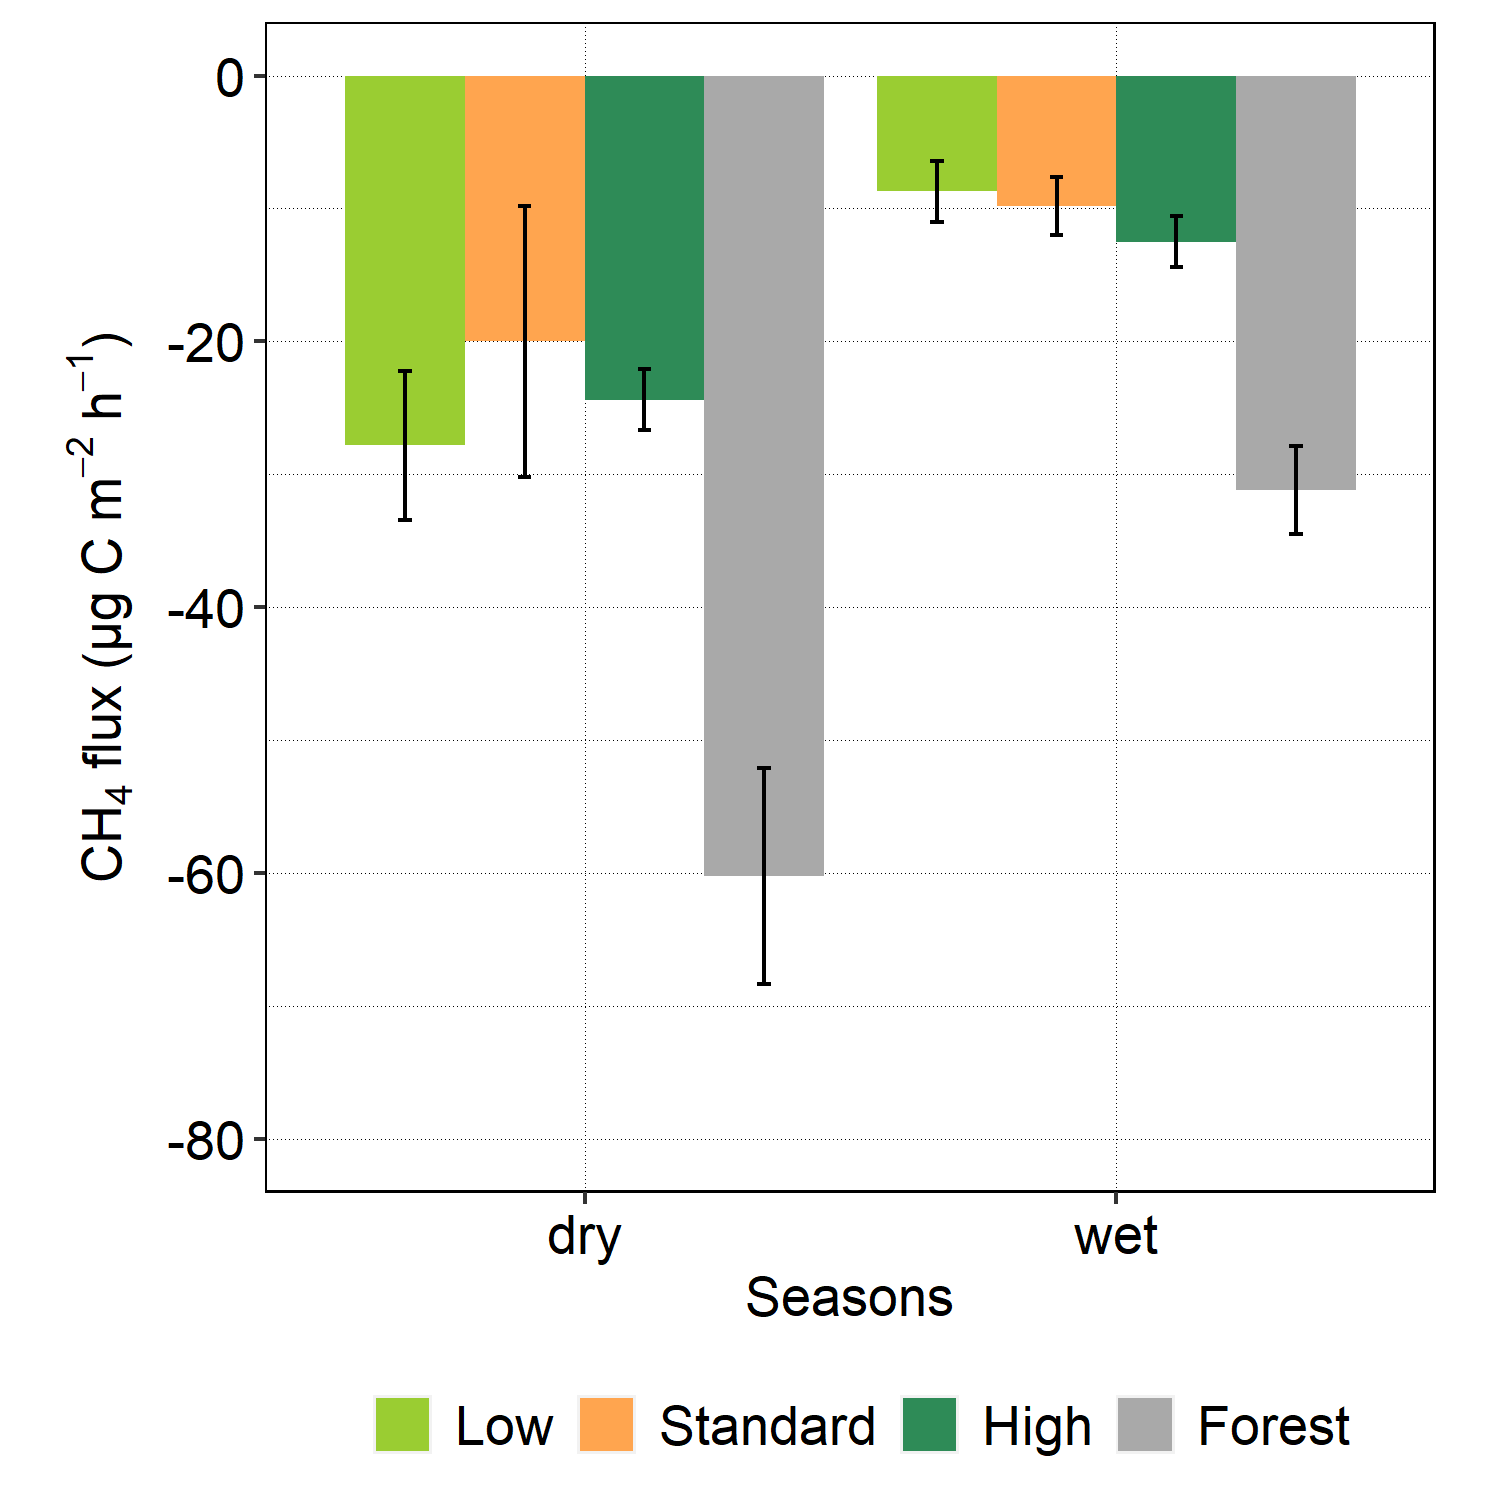 0
-20
-40
-60
-80
CH₄ flux (µg C m⁻² h⁻¹)
dry wet
Seasons
Low Standard High Forest